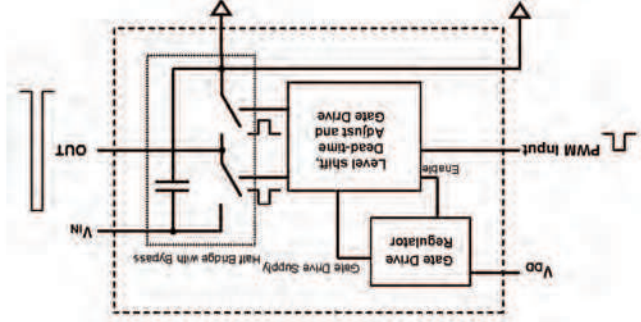 VDD
Gate Drive
Regulator
Gate Drive Supply
Half Bridge with Bypass
VIN
Enable
PWM Input
Level shift,
Dead-time
Adjust and
Gate Drive
OUT